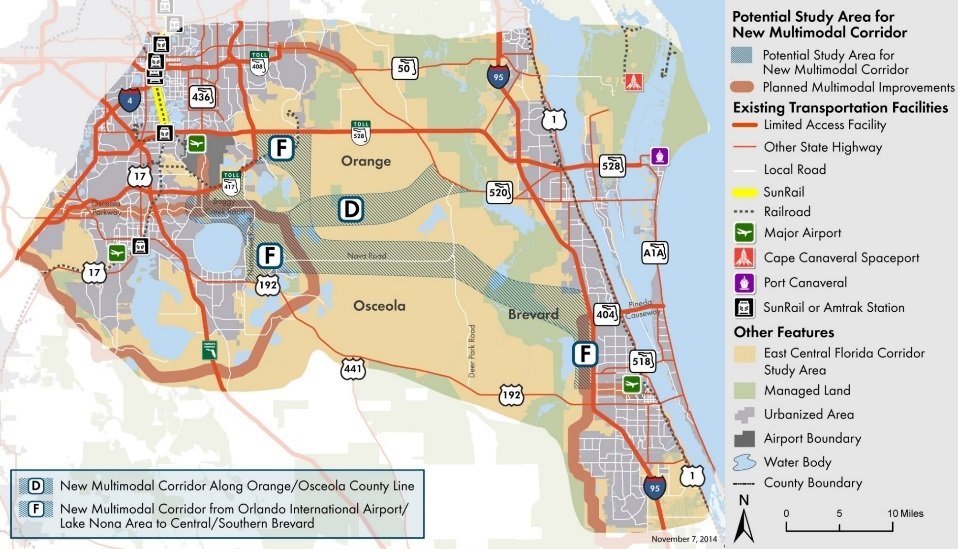 Potential Study Area for
New Multimodal Corridor
Potential Study Area for
New Multimodal Corridor
Planned Multimodal Improvements
Existing Transportation Facilities
Limited Access Facility
Other State Highway
Local Road
SunRail
Railroad
Major Airport
Cape Canaveral Spaceport
Port Canaveral
SunRail or Amtrak Station
Other Features
East Central Florida Corridor
Study Area
Managed Land
Urbanized Area
Airport Boundary
Water Body
County Boundary
N
0 5 10 Miles
TOLL
408
50
95
4
436
1
TOLL
528
F
Orange
528
17
TOLL
417
520
Osceola
Parkway
D
A1A
F
Nova Road
17
192
Osceola
Brevard
404
Pineda
Causeway
Deer Park Road
F
518
441
192
95
1
D New Multimodal Corridor Along Orange/Osceola County Line
F New Multimodal Corridor from Orlando International Airport/
Lake Nona Area to Central/Southern Brevard
November 7, 2014